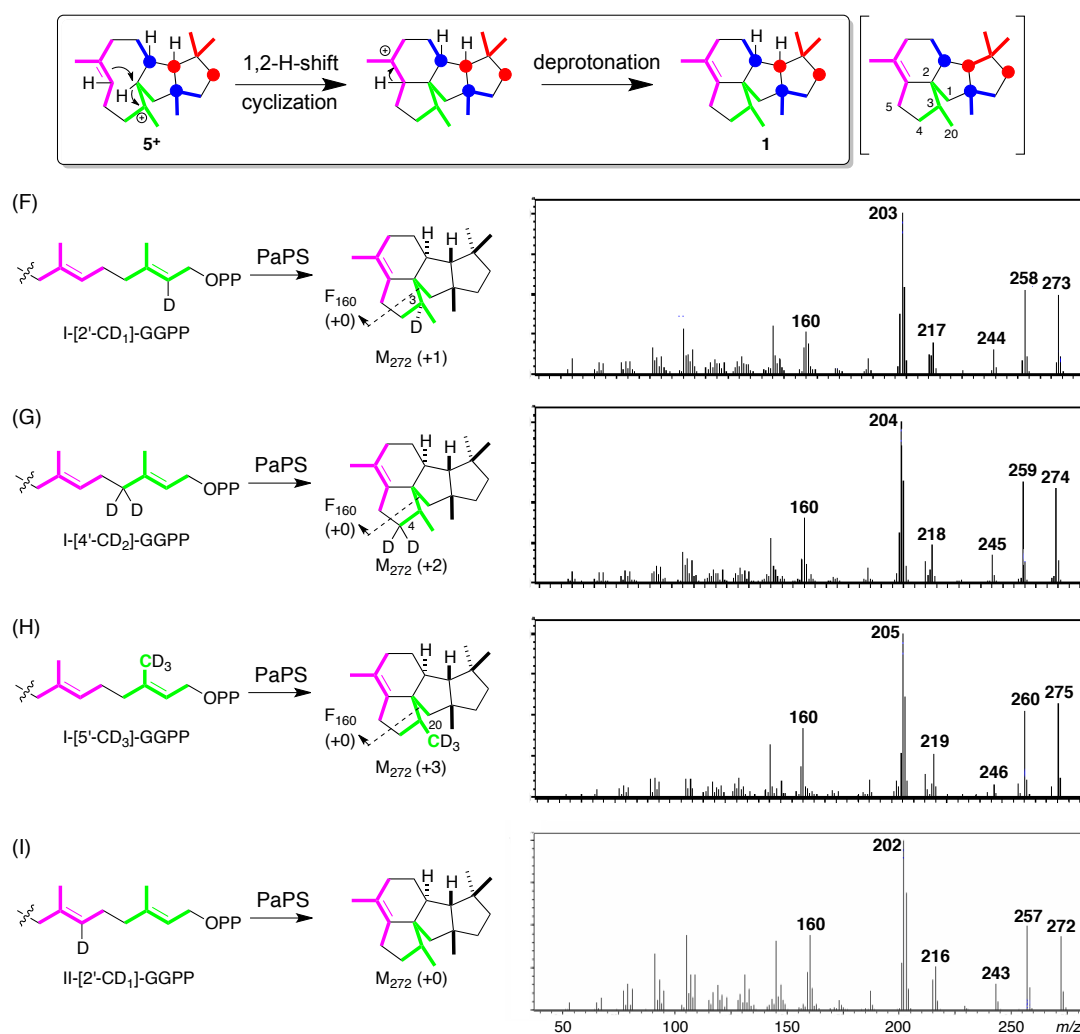 H
H
H
H
⊕
5⁺
1,2-H-shift
cyclization
⊕
H
H
H
deprotonation
H
H
1
2
1
3
5
4
20
(F)
OPP
D
I-[2'-CD₁]-GGPP
PaPS
H
H
3
D
F₁₆₀
(+0)
M₂₇₂ (+1)
203
258
273
160
217
244
(G)
OPP
D D
I-[4'-CD₂]-GGPP
PaPS
H
H
4
D D
F₁₆₀
(+0)
M₂₇₂ (+2)
204
259
274
160
218
245
(H)
CD₃
OPP
I-[5'-CD₃]-GGPP
PaPS
H
H
20
CD₃
F₁₆₀
(+0)
M₂₇₂ (+3)
205
260
275
160
219
246
(I)
OPP
D
II-[2'-CD₁]-GGPP
PaPS
H
H
M₂₇₂ (+0)
202
257
272
160
216
243
50 100 150 200 250 m/z